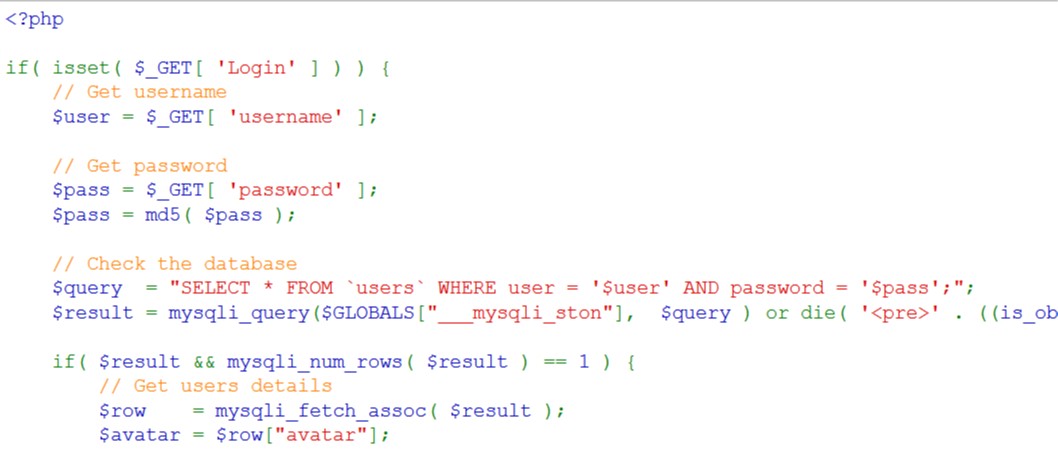 <?php
if( isset( $_GET[ 'Login' ] ) ) {
// Get username
$user = $_GET[ 'username' ];
// Get password
$pass = $_GET[ 'password' ];
$pass = md5( $pass );
// Check the database
$query  = "SELECT * FROM `users` WHERE user = '$user' AND password = '$pass';";
$result = mysqli_query($GLOBALS["___mysqli_ston"],  $query ) or die( '<pre>' . ((is_ob
if( $result && mysqli_num_rows( $result ) == 1 ) {
// Get users details
$row    = mysqli_fetch_assoc( $result );
$avatar = $row["avatar"];